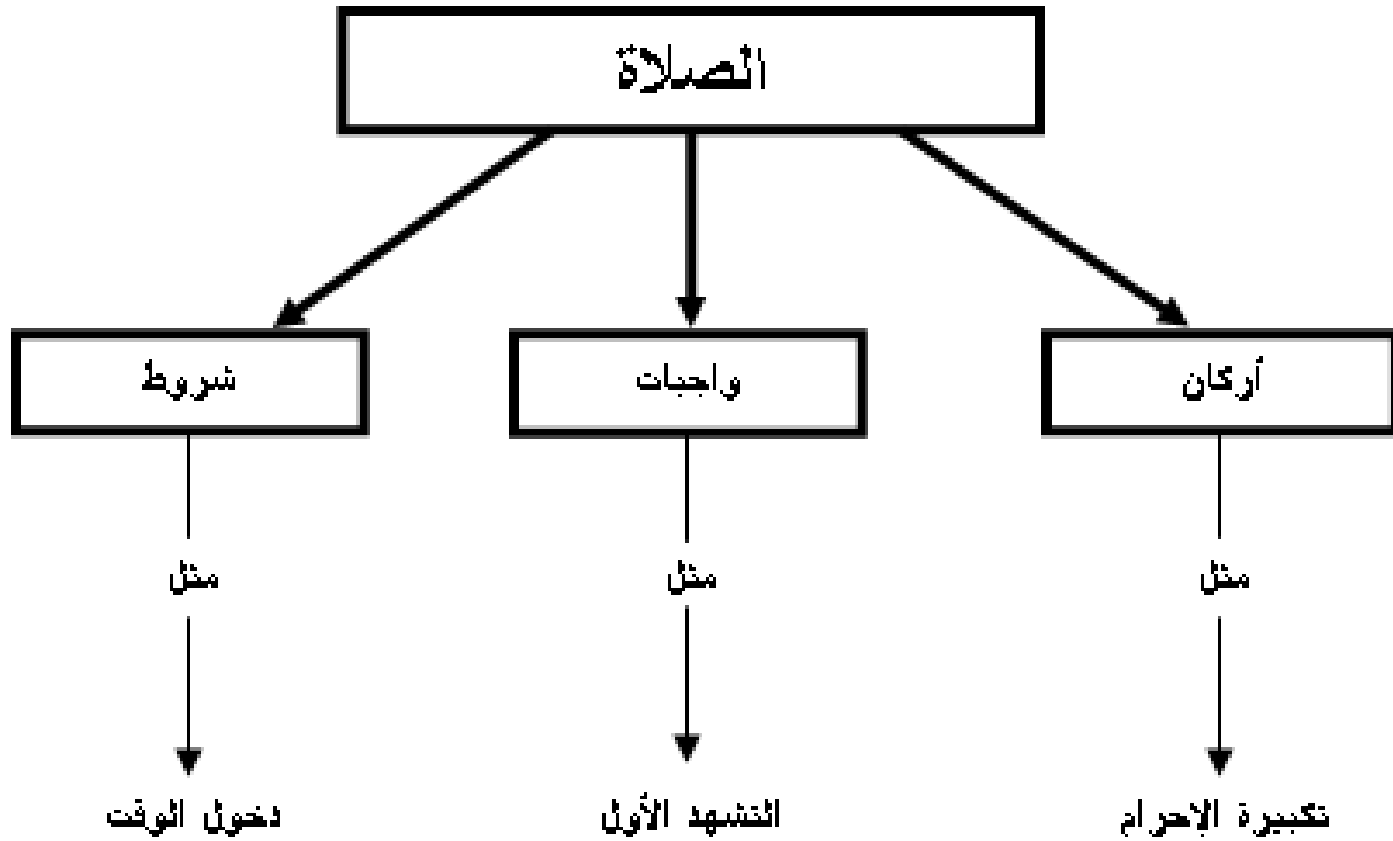 الصلاة
أركان
واجبات
شروط
مثل
مثل
مثل
تكبيرة الإحرام
التشهد الأول
دخول الوقت